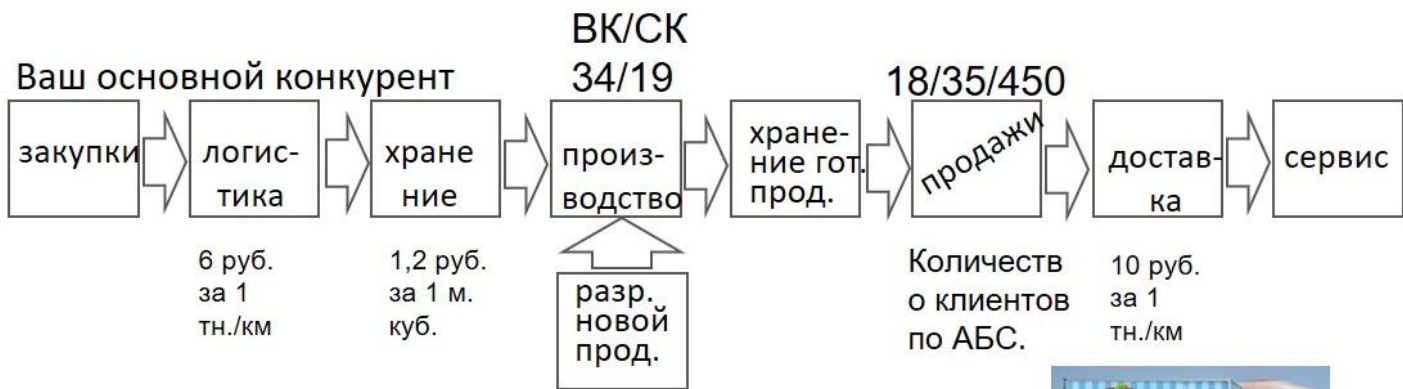 ВК/СК
Ваш основной конкурент
34/19
18/35/450
закупки
логис-
тика
хране
ние
произ-
водство
хране-
ние гот.
прод.
продажи
достав-
ка
сервис
6 руб.
за 1
тн./км
1,2 руб.
за 1 м.
куб.
разр.
новой
прод.
Количеств
о клиентов
по АБС.
10 руб.
за 1
тн./км